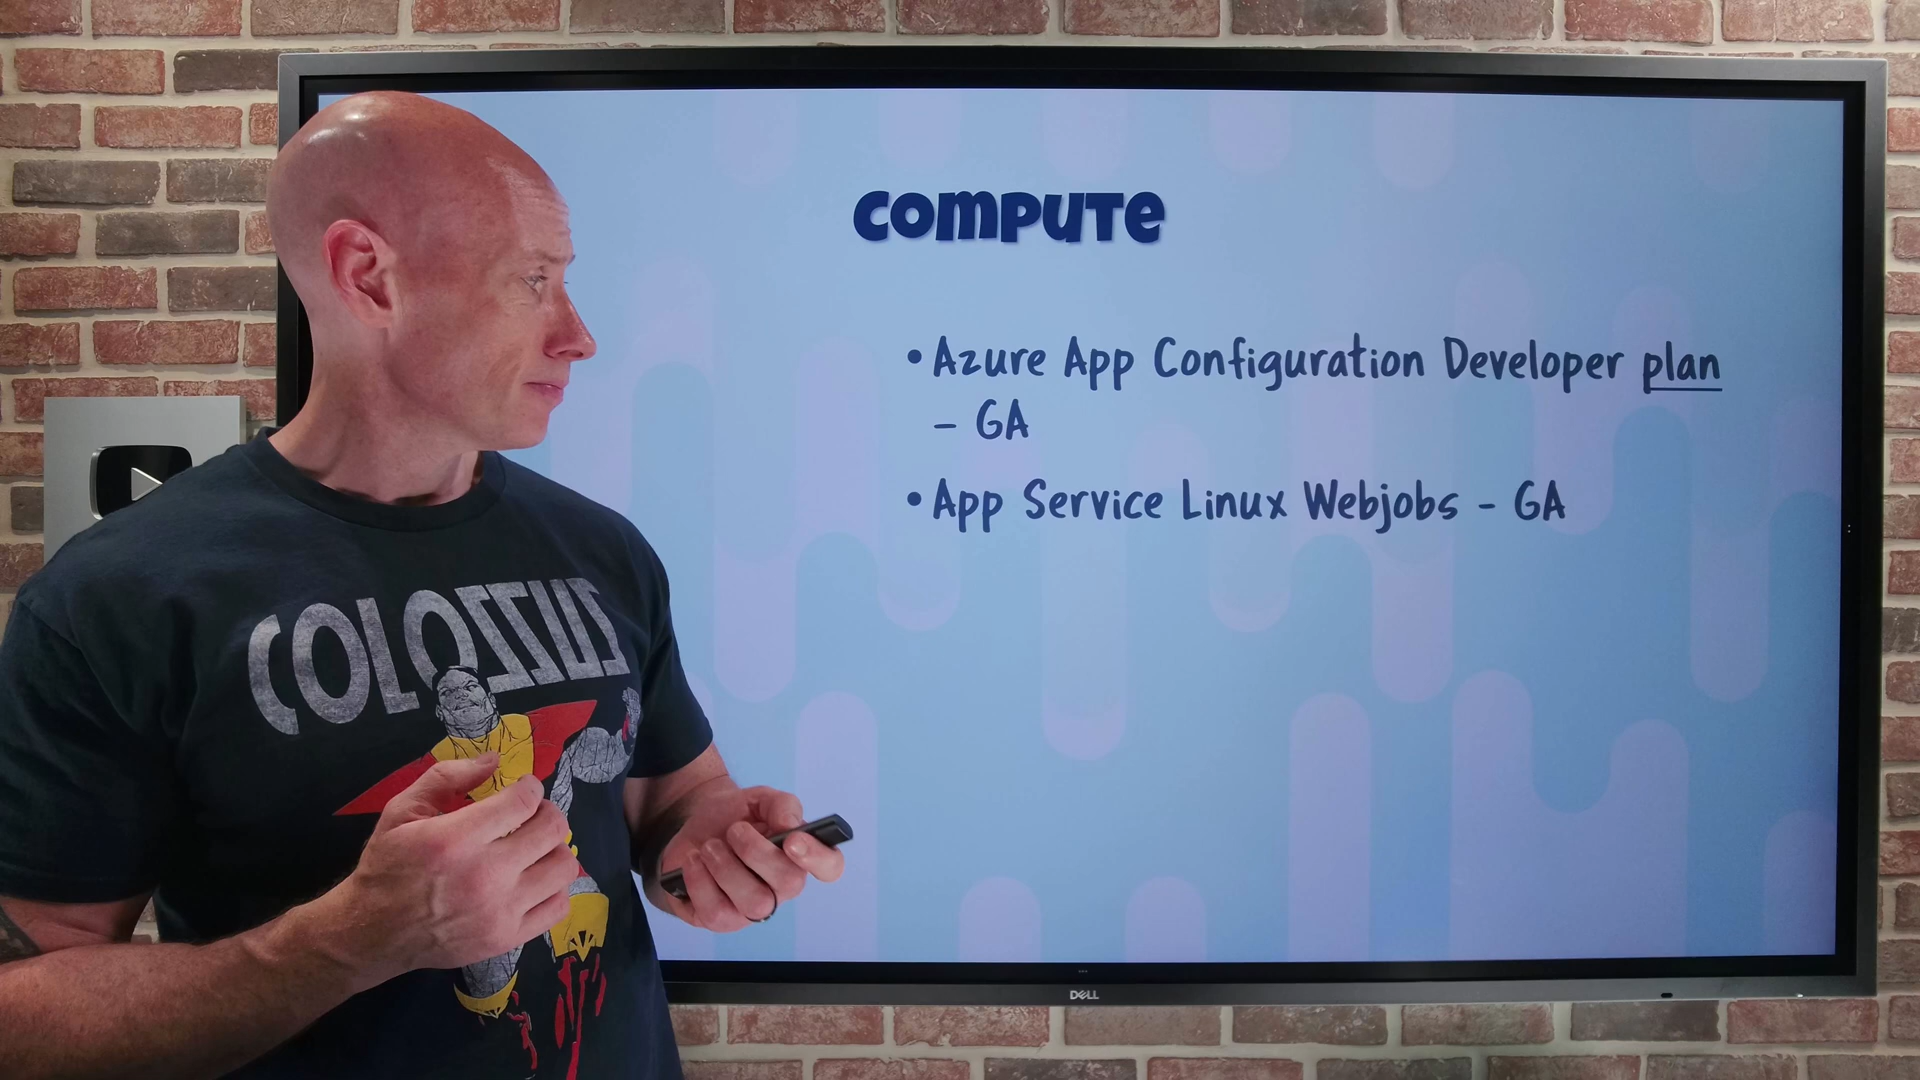 COMPUTE
• Azure App Configuration Developer plan
– GA
• App Service Linux Webjobs - GA
COLOSSUS
DELL